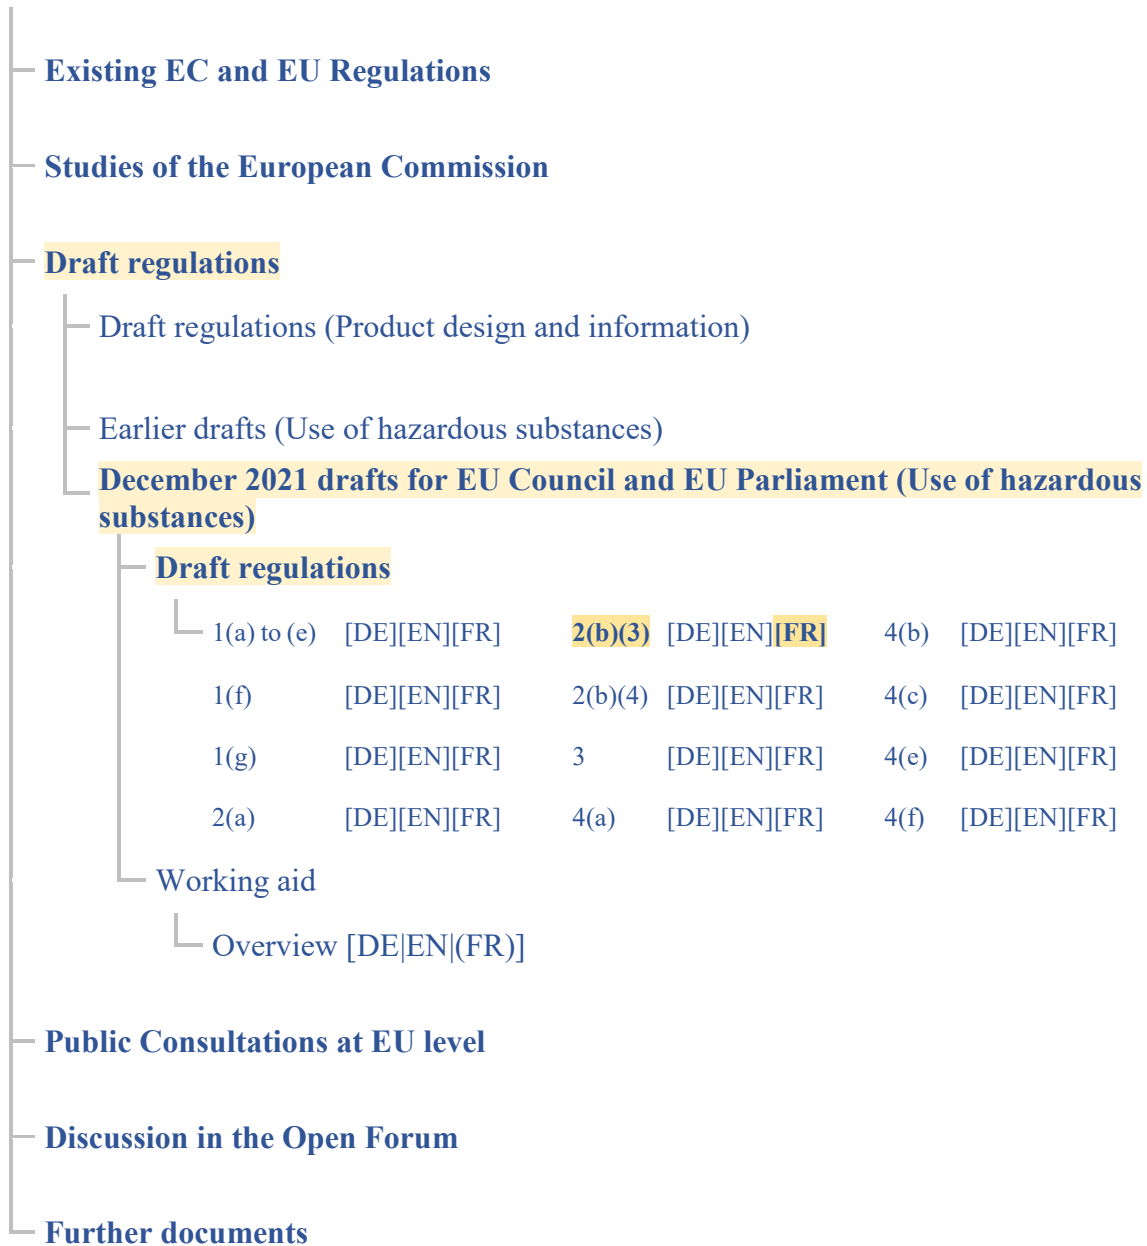 Existing EC and EU Regulations
Studies of the European Commission
Draft regulations
Draft regulations (Product design and information)
Earlier drafts (Use of hazardous substances)
December 2021 drafts for EU Council and EU Parliament (Use of hazardous
substances)
Draft regulations
1(a) to (e) [DE][EN][FR] 2(b)(3) [DE][EN][FR] 4(b) [DE][EN][FR]
1(f) [DE][EN][FR] 2(b)(4) [DE][EN][FR] 4(c) [DE][EN][FR]
1(g) [DE][EN][FR] 3 [DE][EN][FR] 4(e) [DE][EN][FR]
2(a) [DE][EN][FR] 4(a) [DE][EN][FR] 4(f) [DE][EN][FR]
Working aid
Overview [DE|EN|(FR)]
Public Consultations at EU level
Discussion in the Open Forum
Further documents